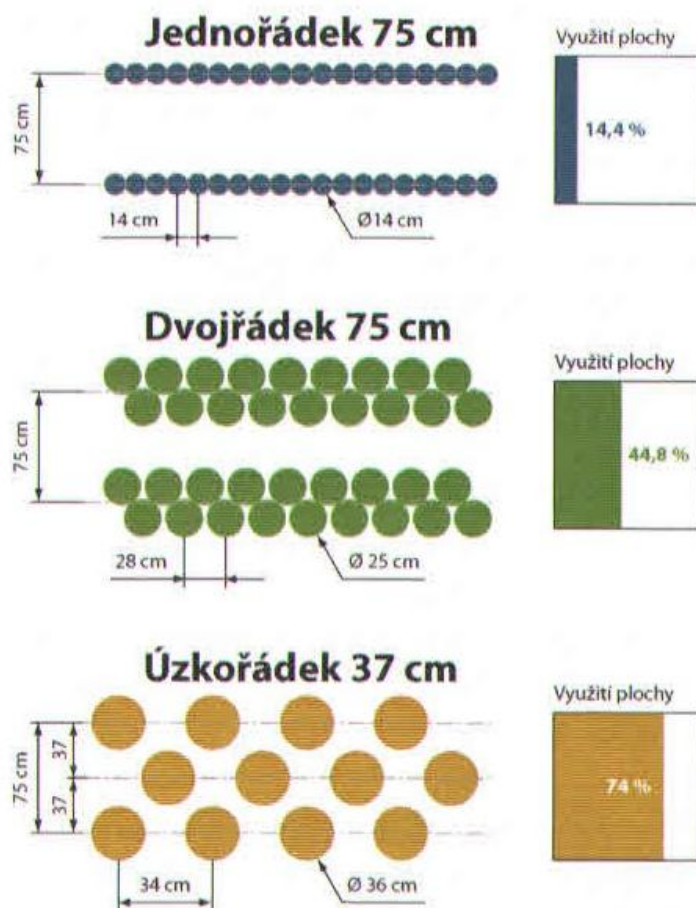 Jednořádek 75 cm
Využití plochy
75 cm
14,4 %
14 cm
Ø14 cm
Dvojřádek 75 cm
Využití plochy
75 cm
44,8 %
28 cm
Ø 25 cm
Úzkořádek 37 cm
Využití plochy
75 cm
37
37
74 %
34 cm
Ø 36 cm